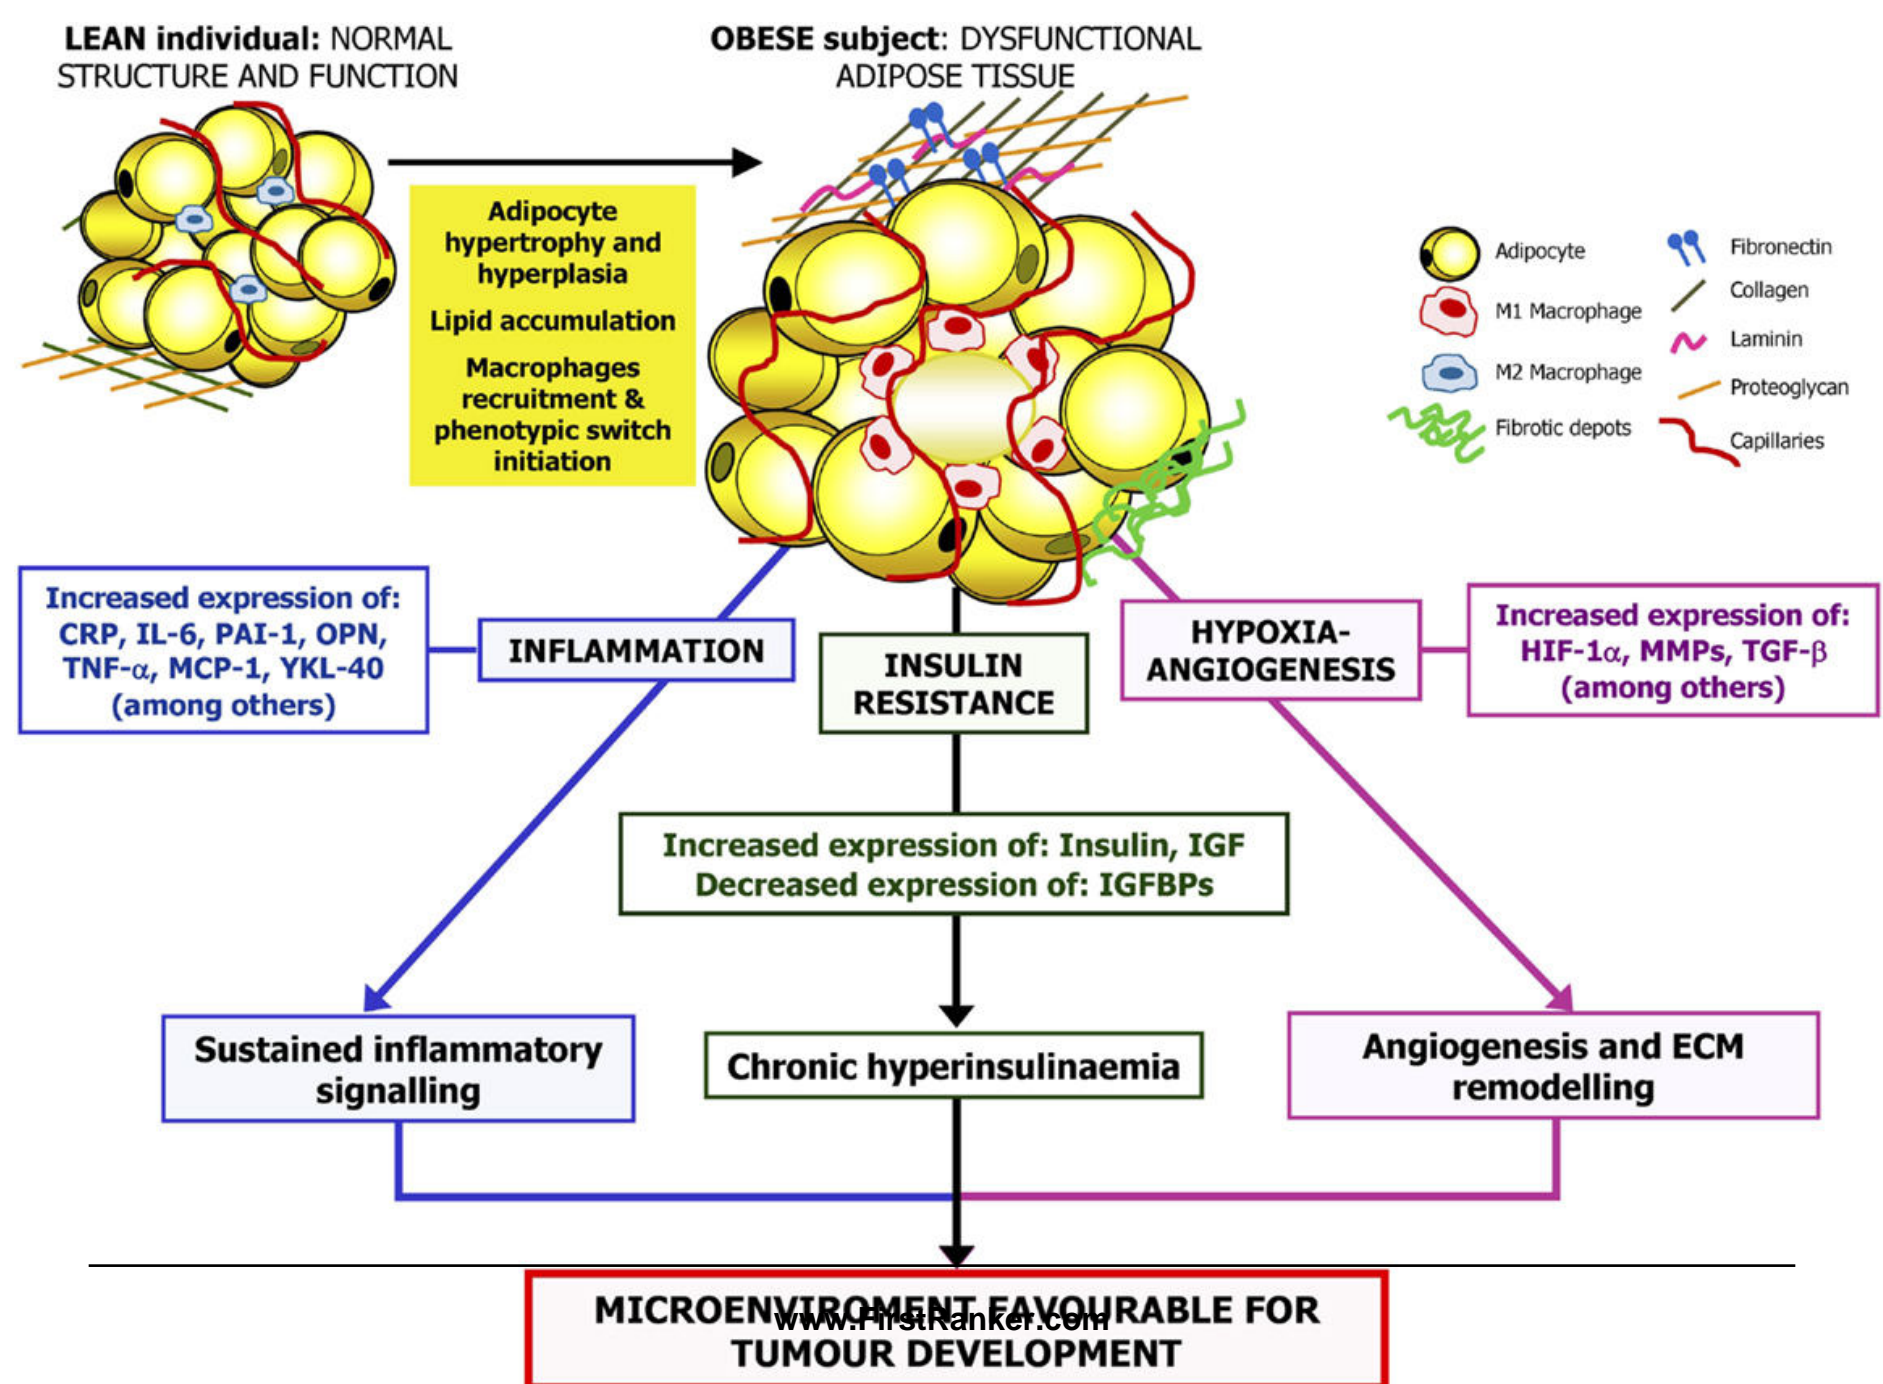 LEAN individual: NORMAL
STRUCTURE AND FUNCTION
OBESE subject: DYSFUNCTIONAL
ADIPOSE TISSUE
Adipocyte
hypertrophy and
hyperplasia
Lipid accumulation
Macrophages
recruitment &
phenotypic switch
initiation
Adipocyte
M1 Macrophage
M2 Macrophage
Fibrotic depots
Fibronectin
Collagen
Laminin
Proteoglycan
Capillaries
Increased expression of:
CRP, IL-6, PAI-1, OPN,
TNF-α, MCP-1, YKL-40
(among others)
INFLAMMATION
INSULIN
RESISTANCE
HYPOXIA-
ANGIOGENESIS
Increased expression of:
HIF-1α, MMPs, TGF-β
(among others)
Increased expression of: Insulin, IGF
Decreased expression of: IGFBPs
Sustained inflammatory
signalling
Chronic hyperinsulinaemia
Angiogenesis and ECM
remodelling
MICROENVIROMENT FAVOURABLE FOR
www.FirstRanker.com
TUMOUR DEVELOPMENT